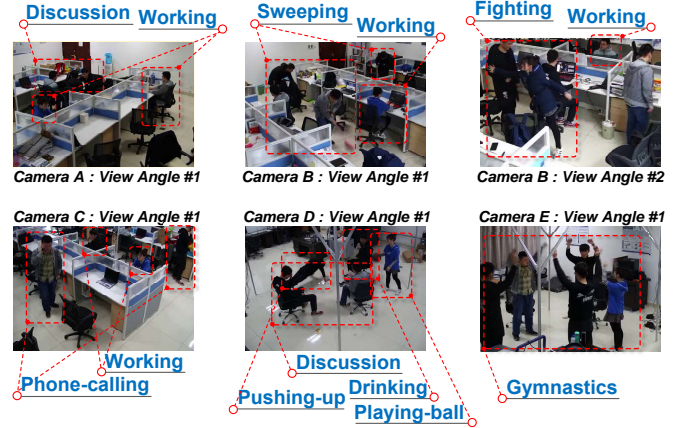 Discussion Working
Sweeping
Working
Fighting Working
Camera A : View Angle #1
Camera B : View Angle #1
Camera B : View Angle #2
Camera C : View Angle #1
Camera D : View Angle #1
Camera E : View Angle #1
Working
Phone-calling
Discussion
Pushing-up Drinking
Playing-ball
Gymnastics